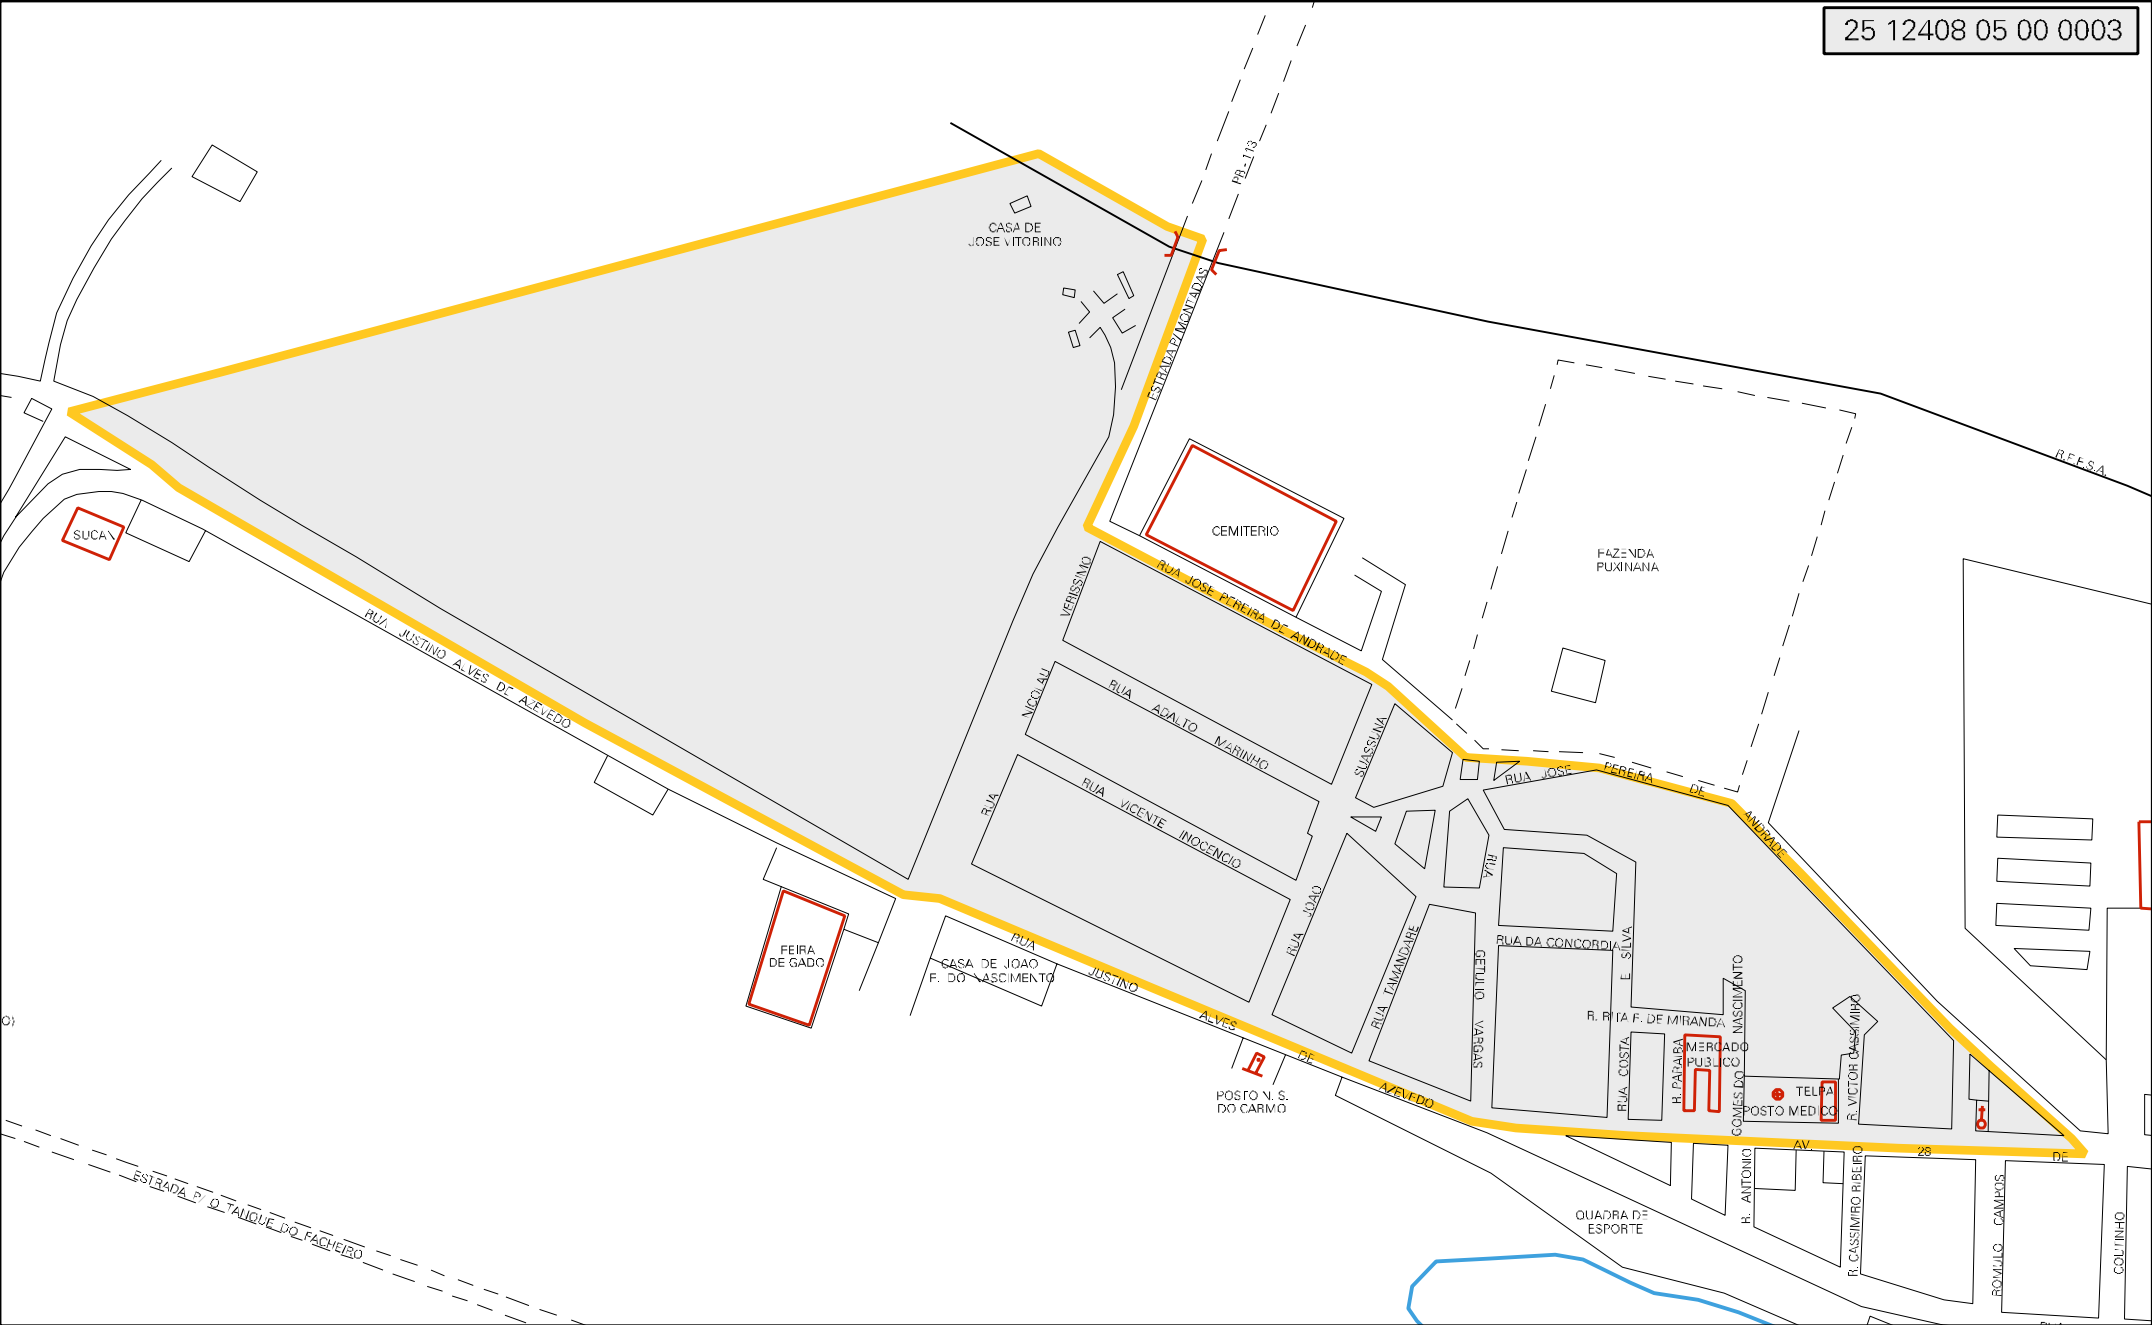 25 12408 05 00 0003
PB - 113
CASA DE
JOSE VITORINO
ESTRADA P/ MONTADAS
R.F.F.S.A.
SUCAN
CEMITERIO
FAZENDA
PUXINANA
RUA JOSE PEREIRA DE ANDRADE
RUA JUSTINO ALVES DE AZEVEDO
RUA NICOLAU VERISSIMO
RUA ADALTO MARINHO
RUA VICENTE INOCENCIO
RUA JOAO SUASSUNA
RUA JOSE PEREIRA DE ANDRADE
RUA GETULIO VARGAS
RUA TAMANDARE
RUA DA CONCORDIA
RUA COSTA E SILVA
R. RITA F. DE MIRANDA
R. PARAIBA
MERCADO
PUBLICO
GOMES DO NASCIMENTO
R. ANTONIO
TELPA
POSTO MEDICO
R. VICTOR CASSIMIRO
FEIRA
DE GADO
CASA DE JOAO
F. DO NASCIMENTO
RUA JUSTINO ALVES DE AZEVEDO
POSTO N. S.
DO CARMO
AV. 28 DE
QUADRA DE
ESPORTE
R. CASSIMIRO RIBEIRO
ROMULO CAMPOS
COUTINHO
ESTRADA P/ O TANQUE DO FACHEIRO
O)